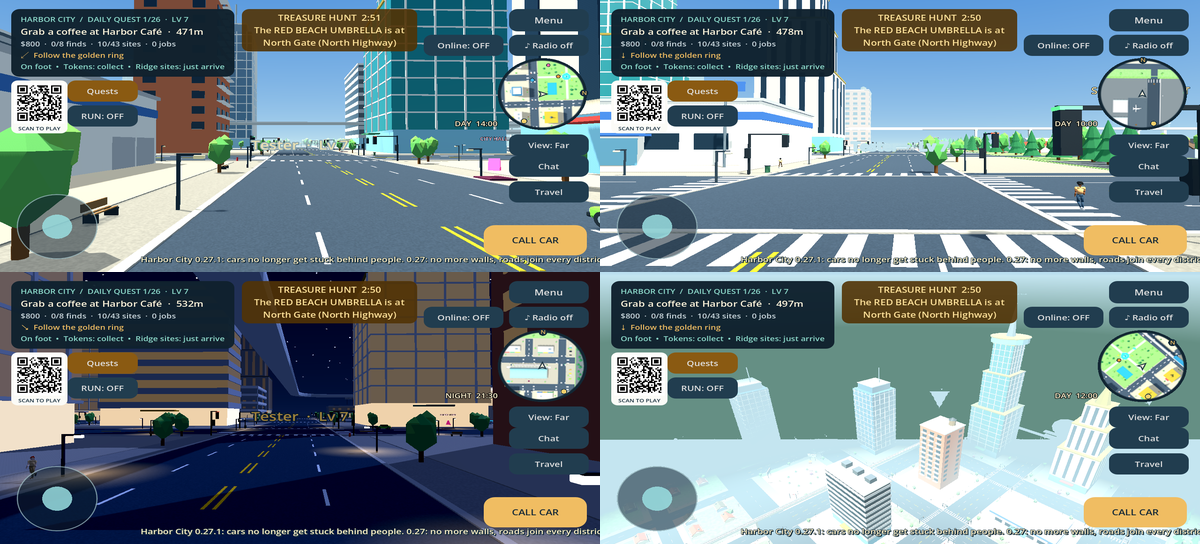 HARBOR CITY / DAILY QUEST 1/26 · LV 7
Grab a coffee at Harbor Café · 471m
$800 · 0/8 finds · 10/43 sites · 0 jobs
↙ Follow the golden ring
On foot • Tokens: collect • Ridge sites: just arrive
SCAN TO PLAY
Quests
RUN: OFF
TREASURE HUNT 2:51
The RED BEACH UMBRELLA is at
North Gate (North Highway)
Online: OFF
Menu
♪ Radio off
N
DAY 14:00
Tester · Lv 7
View: Far
Chat
Travel
CALL CAR
Harbor City 0.27.1: cars no longer get stuck behind people. 0.27: no more walls, roads join every distric
HARBOR CITY / DAILY QUEST 1/26 · LV 7
Grab a coffee at Harbor Café · 478m
$800 · 0/8 finds · 10/43 sites · 0 jobs
↓ Follow the golden ring
On foot • Tokens: collect • Ridge sites: just arrive
SCAN TO PLAY
Quests
RUN: OFF
TREASURE HUNT 2:50
The RED BEACH UMBRELLA is at
North Gate (North Highway)
Online: OFF
Menu
♪ Radio off
N
DAY 10:00
View: Far
Chat
Travel
CALL CAR
Harbor City 0.27.1: cars no longer get stuck behind people. 0.27: no more walls, roads join every distri
HARBOR CITY / DAILY QUEST 1/26 · LV 7
Grab a coffee at Harbor Café · 532m
$800 · 0/8 finds · 10/43 sites · 0 jobs
↘ Follow the golden ring
On foot • Tokens: collect • Ridge sites: just arrive
SCAN TO PLAY
Quests
RUN: OFF
TREASURE HUNT 2:50
The RED BEACH UMBRELLA is at
North Gate (North Highway)
Online: OFF
Menu
♪ Radio off
N
NIGHT 21:30
Tester · Lv 7
View: Far
Chat
Travel
CALL CAR
Harbor City 0.27.1: cars no longer get stuck behind people. 0.27: no more walls, roads join every distric
HARBOR CITY / DAILY QUEST 1/26 · LV 7
Grab a coffee at Harbor Café · 497m
$800 · 0/8 finds · 10/43 sites · 0 jobs
↓ Follow the golden ring
On foot • Tokens: collect • Ridge sites: just arrive
SCAN TO PLAY
Quests
RUN: OFF
TREASURE HUNT 2:50
The RED BEACH UMBRELLA is at
North Gate (North Highway)
Online: OFF
Menu
♪ Radio off
N
DAY 12:00
View: Far
Chat
Travel
CALL CAR
Harbor City 0.27.1: cars no longer get stuck behind people. 0.27: no more walls, roads join every distri